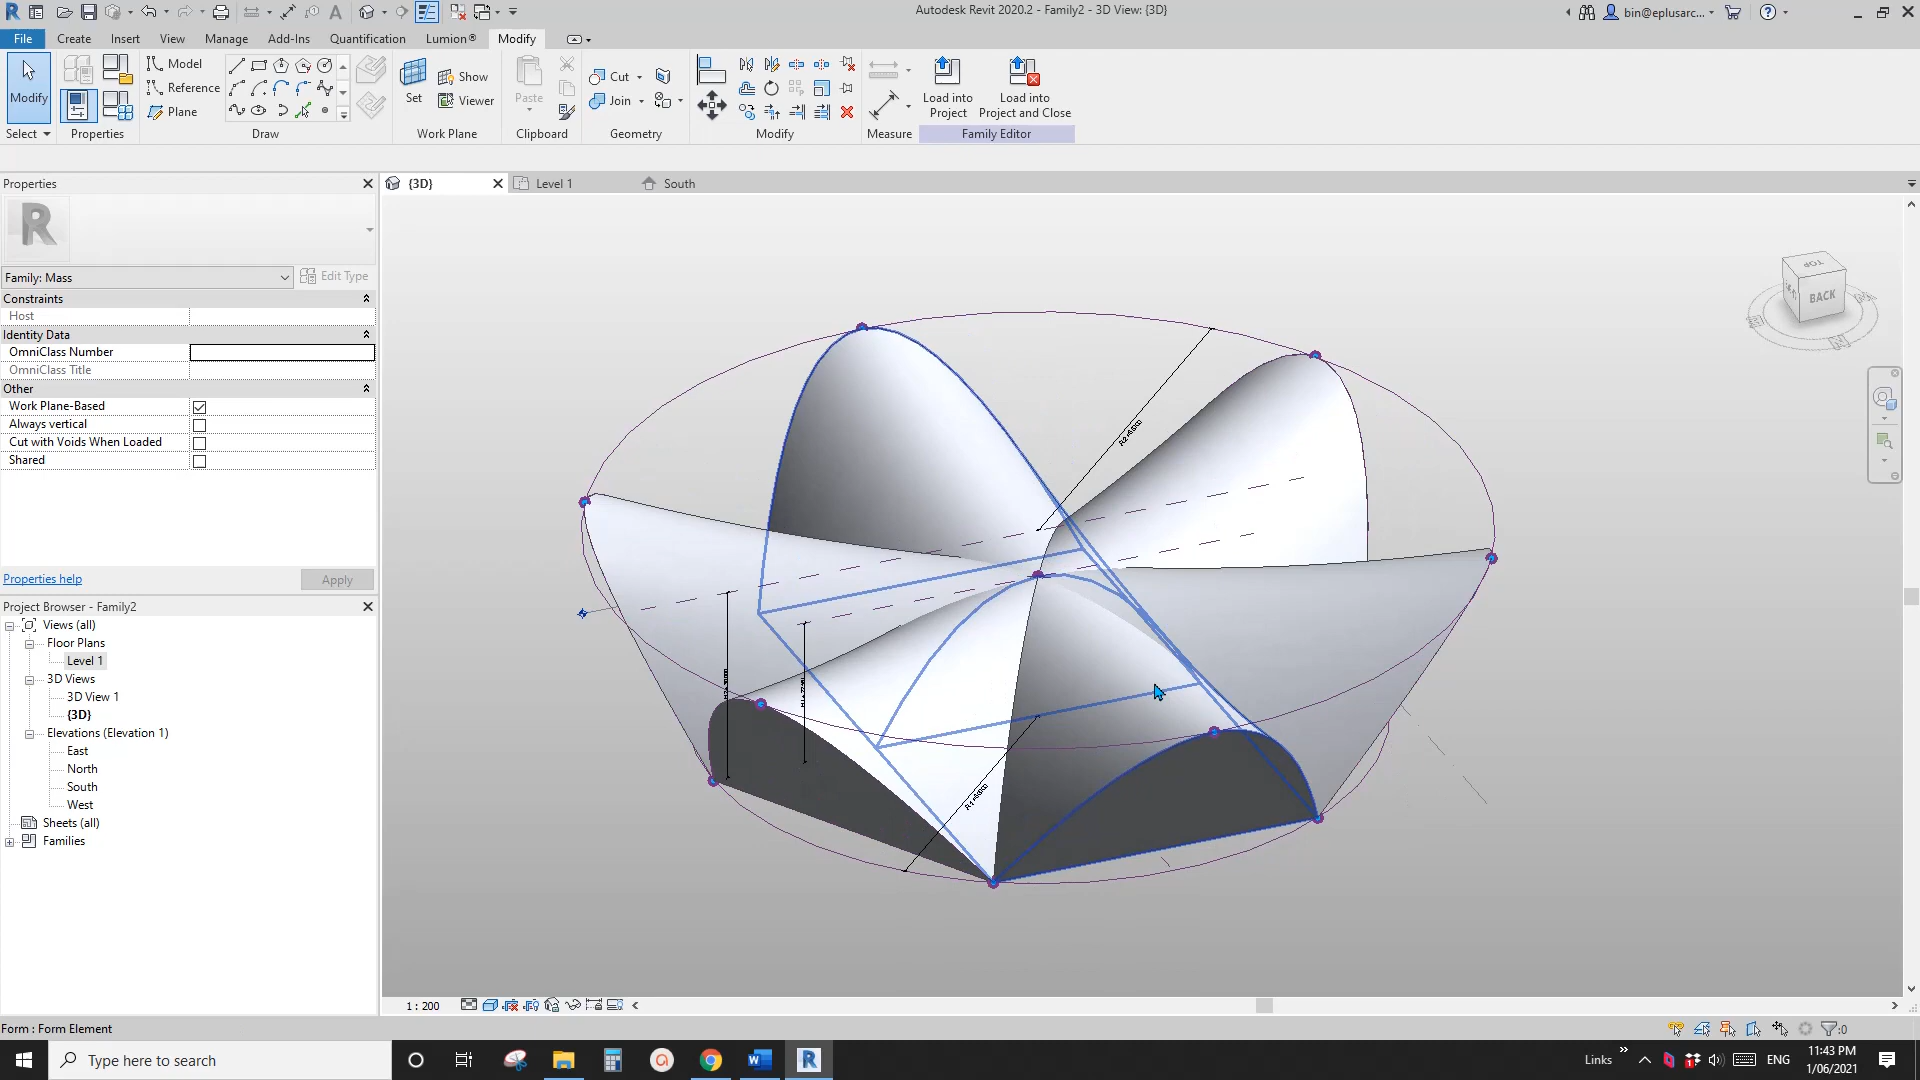 Autodesk Revit 2020.2 - Family2 - 3D View: {3D}
bin@eplusarc...
File Create Insert View Manage Add-Ins Quantification Lumion® Modify
Modify
Select
Properties
Model
Reference
Plane
Draw
Set
Show
Viewer
Work Plane
Paste
Clipboard
Cut
Join
Geometry
Modify
Measure
Load into
Project
Load into
Project and Close
Family Editor
Properties
{3D}
Level 1
South
Family: Mass
Edit Type
Constraints
Host
Identity Data
OmniClass Number
OmniClass Title
Other
Work Plane-Based
Always vertical
Cut with Voids When Loaded
Shared
Properties help
Apply
Project Browser - Family2
Views (all)
Floor Plans
Level 1
3D Views
3D View 1
{3D}
Elevations (Elevation 1)
East
North
South
West
Sheets (all)
Families
TOP
BACK
1 : 200
Form : Form Element
:0
Type here to search
Links
ENG
11:43 PM
1/06/2021